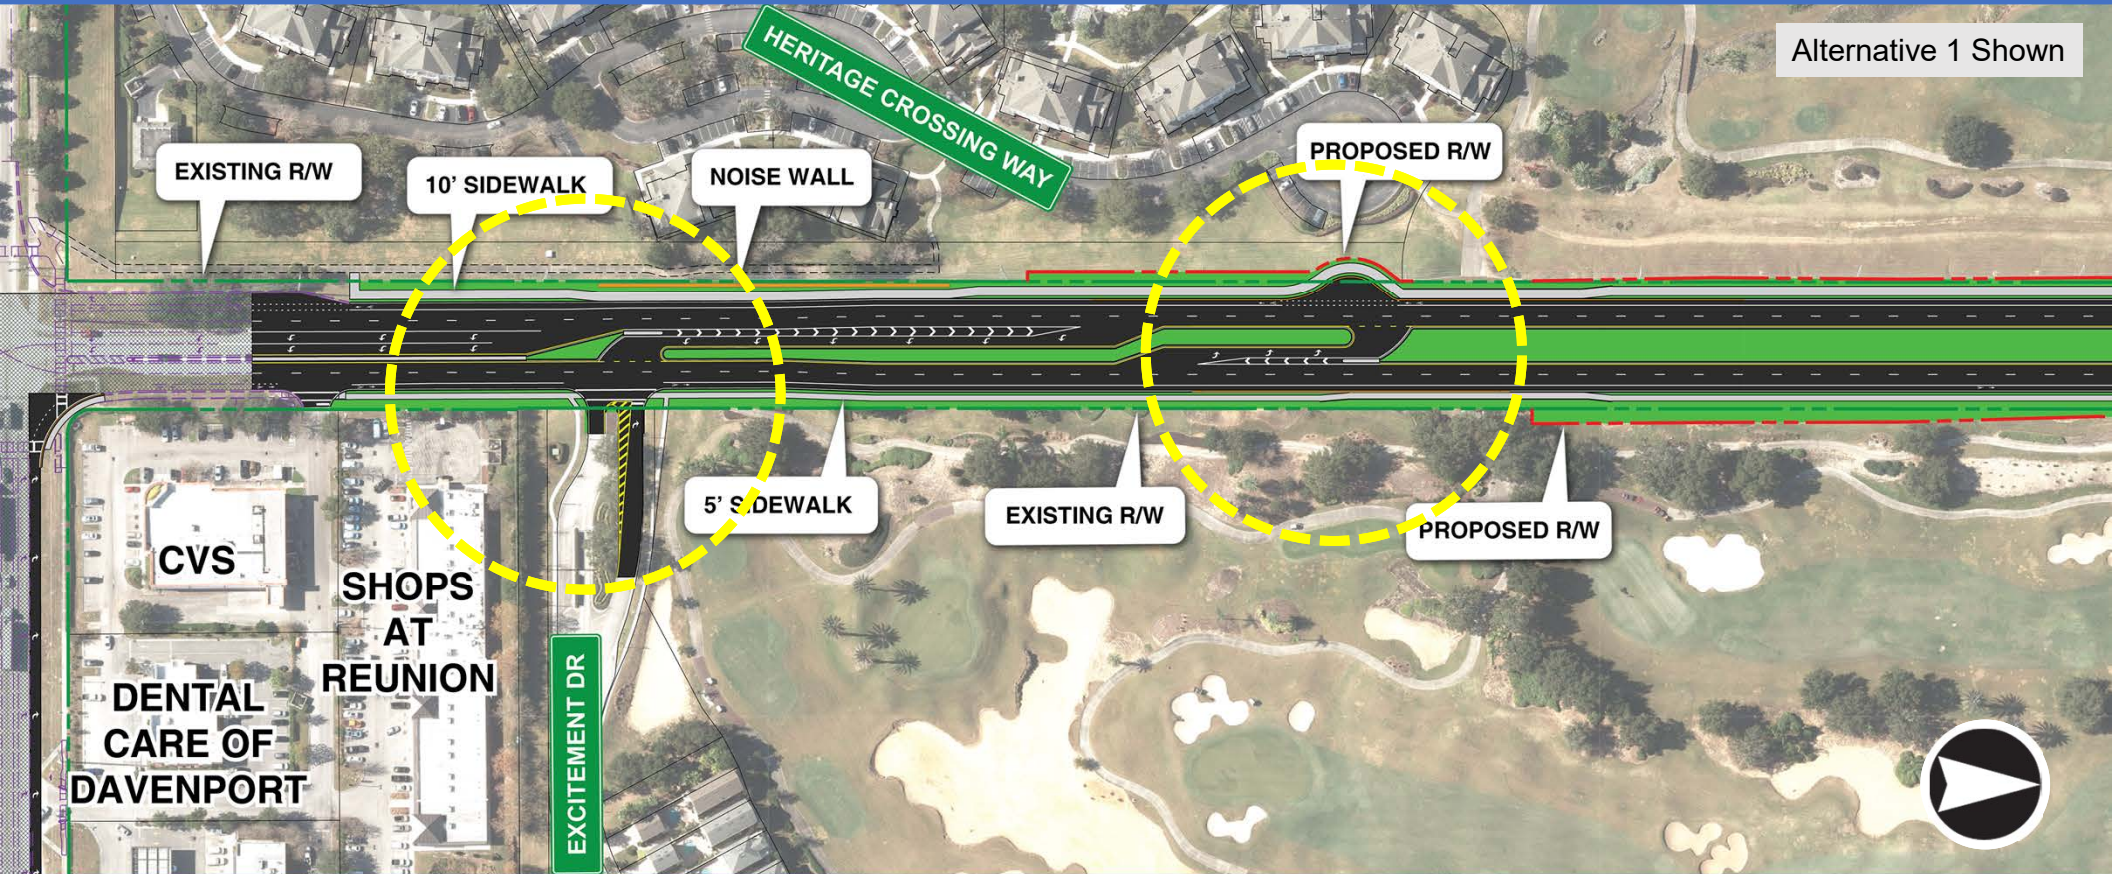 Alternative 1 Shown
HERITAGE CROSSING WAY
PROPOSED R/W
EXISTING R/W
10' SIDEWALK
NOISE WALL
5' SIDEWALK
EXISTING R/W
PROPOSED R/W
CVS
SHOPS
AT
REUNION
DENTAL
CARE OF
DAVENPORT
EXCITEMENT DR